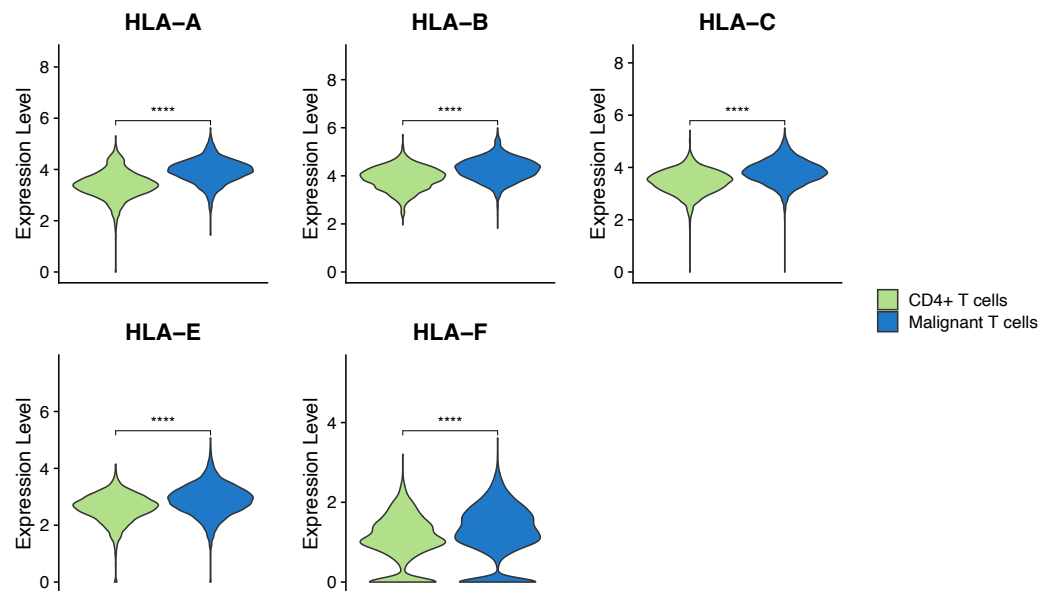 HLA−A
HLA−B
HLA−C
Expression Level
8
6
4
2
0
****
Expression Level
8
6
4
2
0
****
Expression Level
8
6
4
2
0
****
CD4+ T cells
Malignant T cells
HLA−E
HLA−F
Expression Level
6
4
2
0
****
Expression Level
4
2
0
****